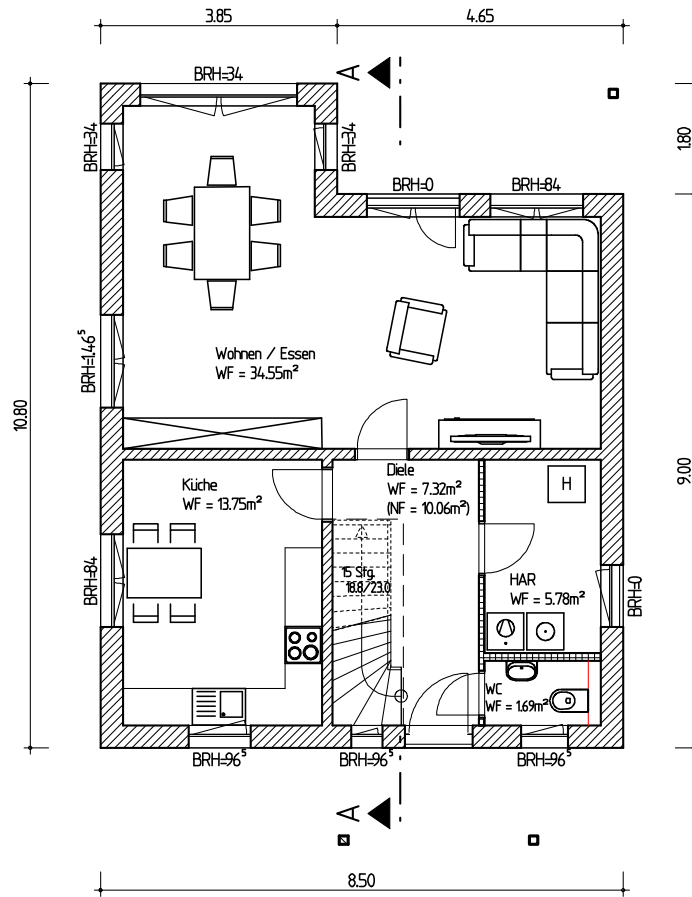 3.85
4.65
BRH=34
A
BRH=34
BRH=34
1.80
BRH=0
BRH=84
BRH=1.46⁵
Wohnen / Essen
WF = 34.55m²
10.80
9.00
Küche
WF = 13.75m²
Diele
WF = 7.32m²
(NF = 10.06m²)
H
15 Stg.
18.8/23.0
BRH=84
HAR
WF = 5.78m²
BRH=0
WC
WF = 1.69m²
BRH=96⁵
BRH=96⁵
BRH=96⁵
A
8.50